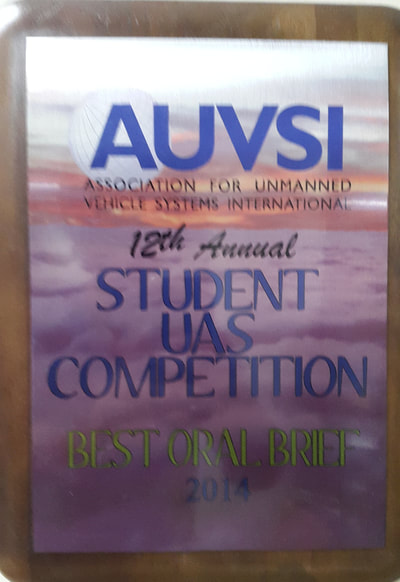 AUVSI
ASSOCIATION FOR UNMANNED
VEHICLE SYSTEMS INTERNATIONAL
12th Annual
STUDENT
UAS
COMPETITION
BEST ORAL BRIEF
2014